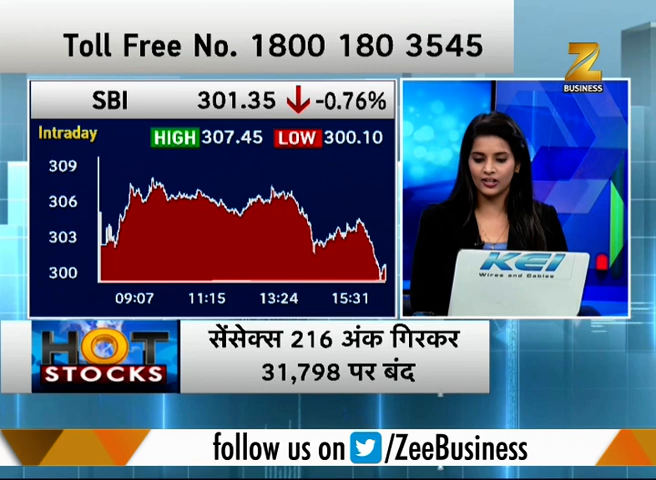 Toll Free No. 1800 180 3545
Z
BUSINESS
SBI 301.35 -0.76%
Intraday HIGH 307.45 LOW 300.10
309
306
303
300
09:07 11:15 13:24 15:31
KEI
Wires and Cables
HOT
STOCKS
सेंसेक्स 216 अंक गिरकर
31,798 पर बंद
follow us on /ZeeBusiness